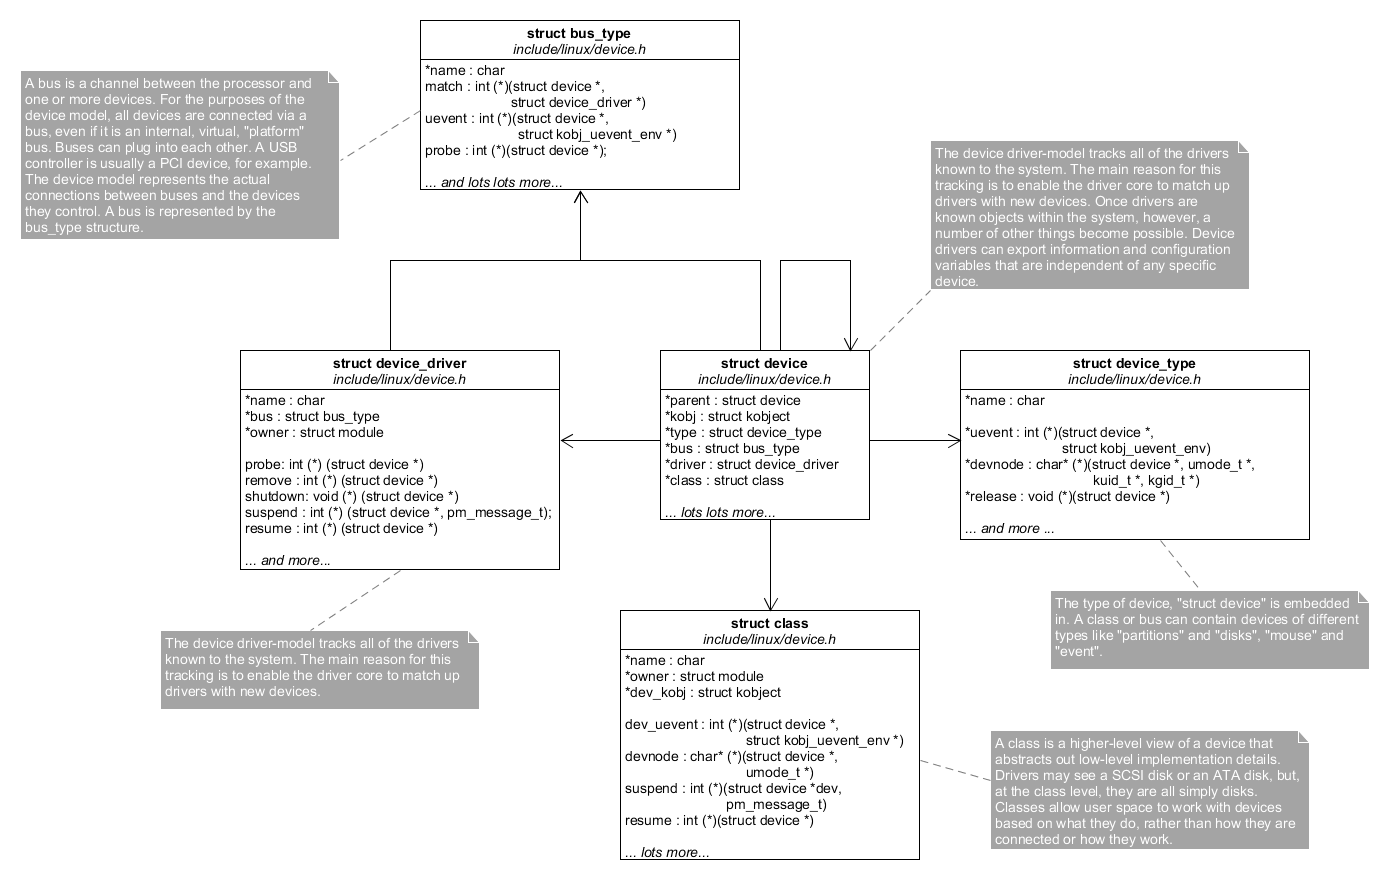 struct bus_type
include/linux/device.h
*name : char
match : int (*)(struct device *,
struct device_driver *)
uevent : int (*)(struct device *,
struct kobj_uevent_env *)
probe : int (*)(struct device *);
... and lots lots more...
A bus is a channel between the processor and
one or more devices. For the purposes of the
device model, all devices are connected via a
bus, even if it is an internal, virtual, "platform"
bus. Buses can plug into each other. A USB
controller is usually a PCI device, for example.
The device model represents the actual
connections between buses and the devices
they control. A bus is represented by the
bus_type structure.
The device driver-model tracks all of the drivers
known to the system. The main reason for this
tracking is to enable the driver core to match up
drivers with new devices. Once drivers are
known objects within the system, however, a
number of other things become possible. Device
drivers can export information and configuration
variables that are independent of any specific
device.
struct device_driver
include/linux/device.h
*name : char
*bus : struct bus_type
*owner : struct module
probe: int (*) (struct device *)
remove : int (*) (struct device *)
shutdown: void (*) (struct device *)
suspend : int (*) (struct device *, pm_message_t);
resume : int (*) (struct device *)
... and more...
struct device
include/linux/device.h
*parent : struct device
*kobj : struct kobject
*type : struct device_type
*bus : struct bus_type
*driver : struct device_driver
*class : struct class
... lots lots more...
struct device_type
include/linux/device.h
*name : char
*uevent : int (*)(struct device *,
struct kobj_uevent_env)
*devnode : char* (*)(struct device *, umode_t *,
kuid_t *, kgid_t *)
*release : void (*)(struct device *)
... and more ...
The device driver-model tracks all of the drivers
known to the system. The main reason for this
tracking is to enable the driver core to match up
drivers with new devices.
The type of device, "struct device" is embedded
in. A class or bus can contain devices of different
types like "partitions" and "disks", "mouse" and
"event".
struct class
include/linux/device.h
*name : char
*owner : struct module
*dev_kobj : struct kobject
dev_uevent : int (*)(struct device *,
struct kobj_uevent_env *)
devnode : char* (*)(struct device *,
umode_t *)
suspend : int (*)(struct device *dev,
pm_message_t)
resume : int (*)(struct device *)
... lots more...
A class is a higher-level view of a device that
abstracts out low-level implementation details.
Drivers may see a SCSI disk or an ATA disk, but,
at the class level, they are all simply disks.
Classes allow user space to work with devices
based on what they do, rather than how they are
connected or how they work.